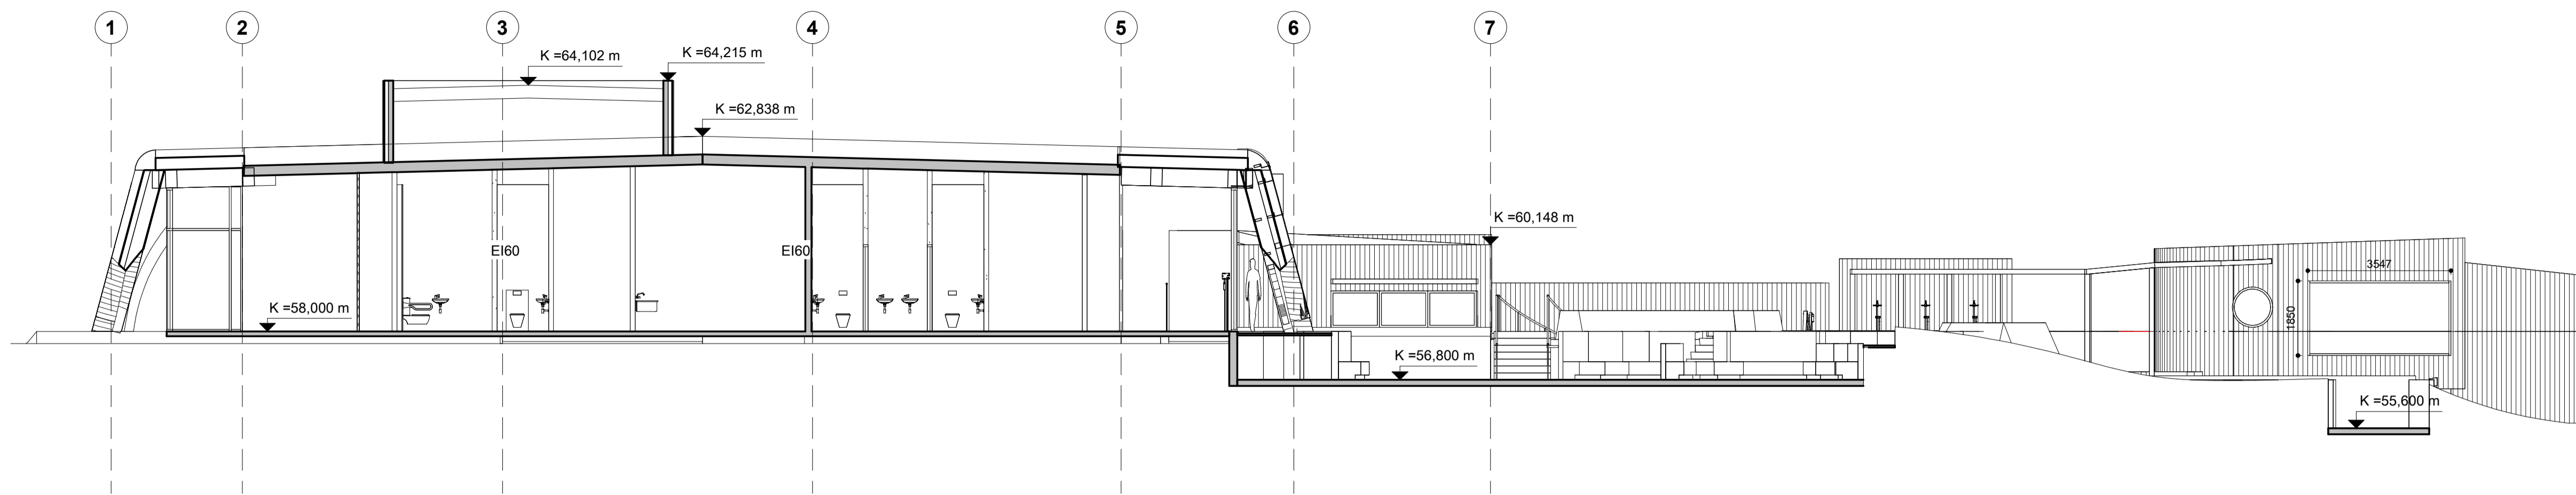 1 2 3 4 5 6 7
K =64,102 m
K =64,215 m
K =62,838 m
K =60,148 m
EI60
EI60
3547
1850
K =58,000 m
K =56,800 m
K =55,600 m